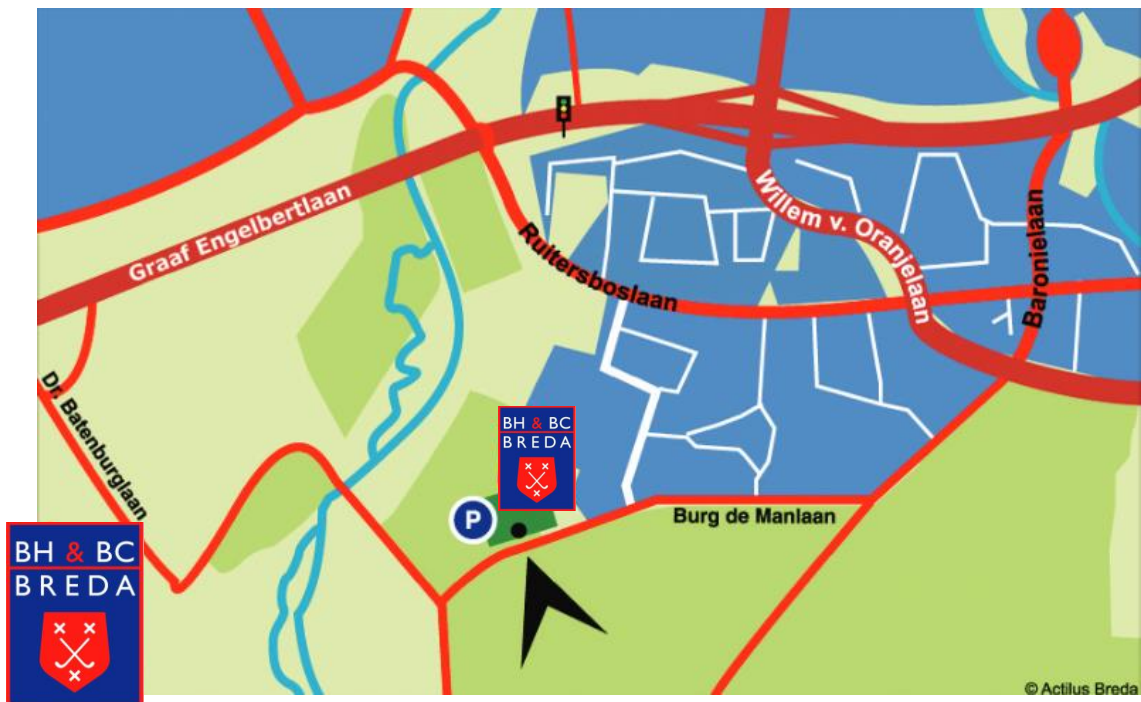 Graaf Engelbertlaan
Willem v. Oranjelaan
Baronielaan
Ruitersboslaan
Dr. Batenburglaan
BH & BC
BREDA
P
Burg de Manlaan
BH & BC
BREDA
© Actilus Breda